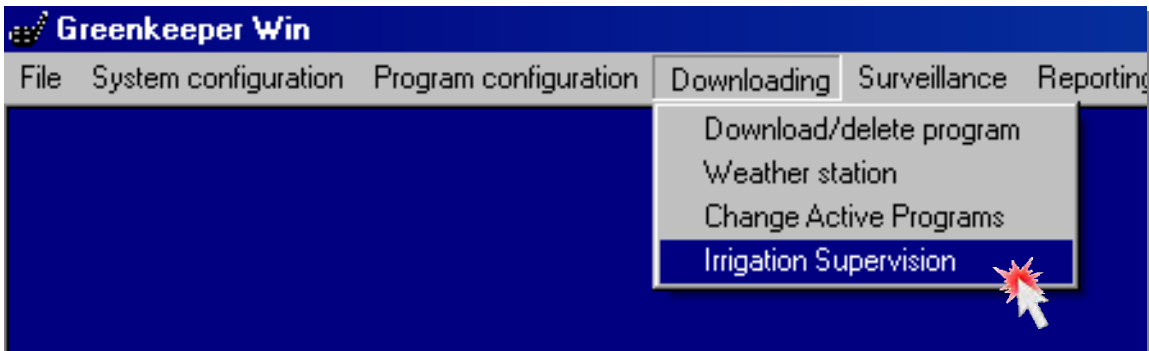 Greenkeeper Win
File System configuration Program configuration Downloading Surveillance Reporting
Download/delete program
Weather station
Change Active Programs
Irrigation Supervision